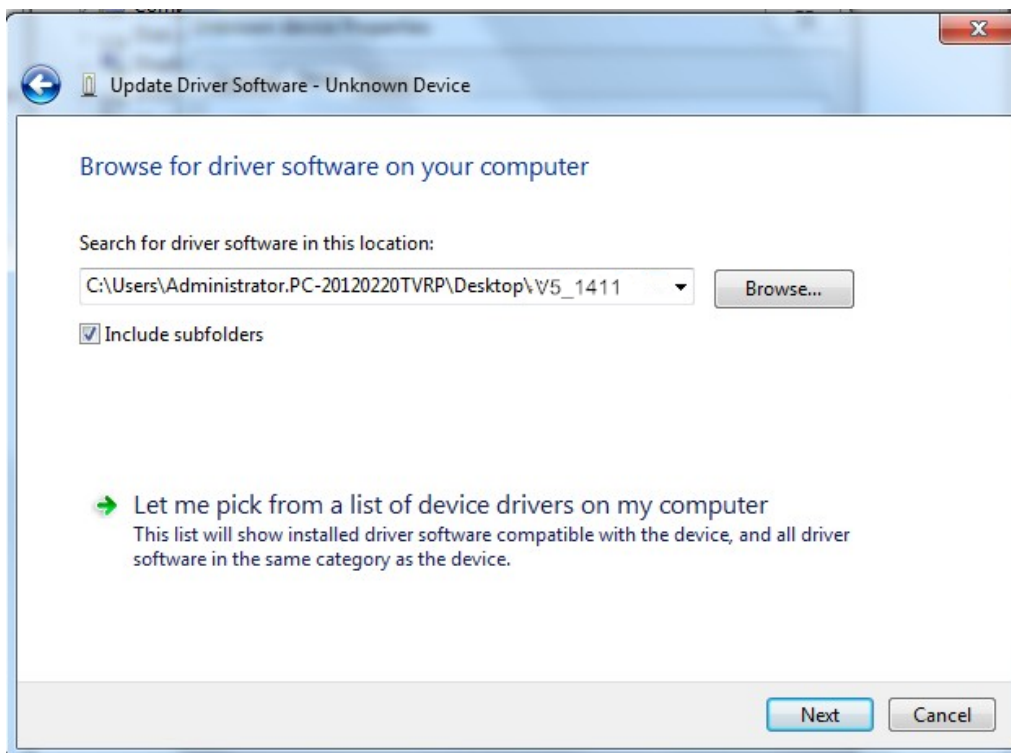 Update Driver Software - Unknown Device
Browse for driver software on your computer
Search for driver software in this location:
C:\Users\Administrator.PC-20120220TVRP\Desktop\V5_1411
Browse...
Include subfolders
Let me pick from a list of device drivers on my computer
This list will show installed driver software compatible with the device, and all driver
software in the same category as the device.
Next
Cancel